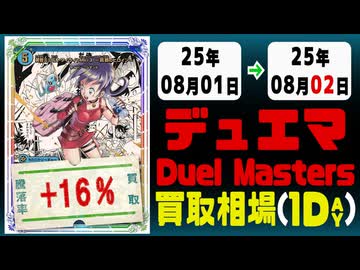 5
+16%
買取
騰落率
25年
08月01日
25年
08月02日
デュエマ
Duel Masters
買取相場(1DAY)